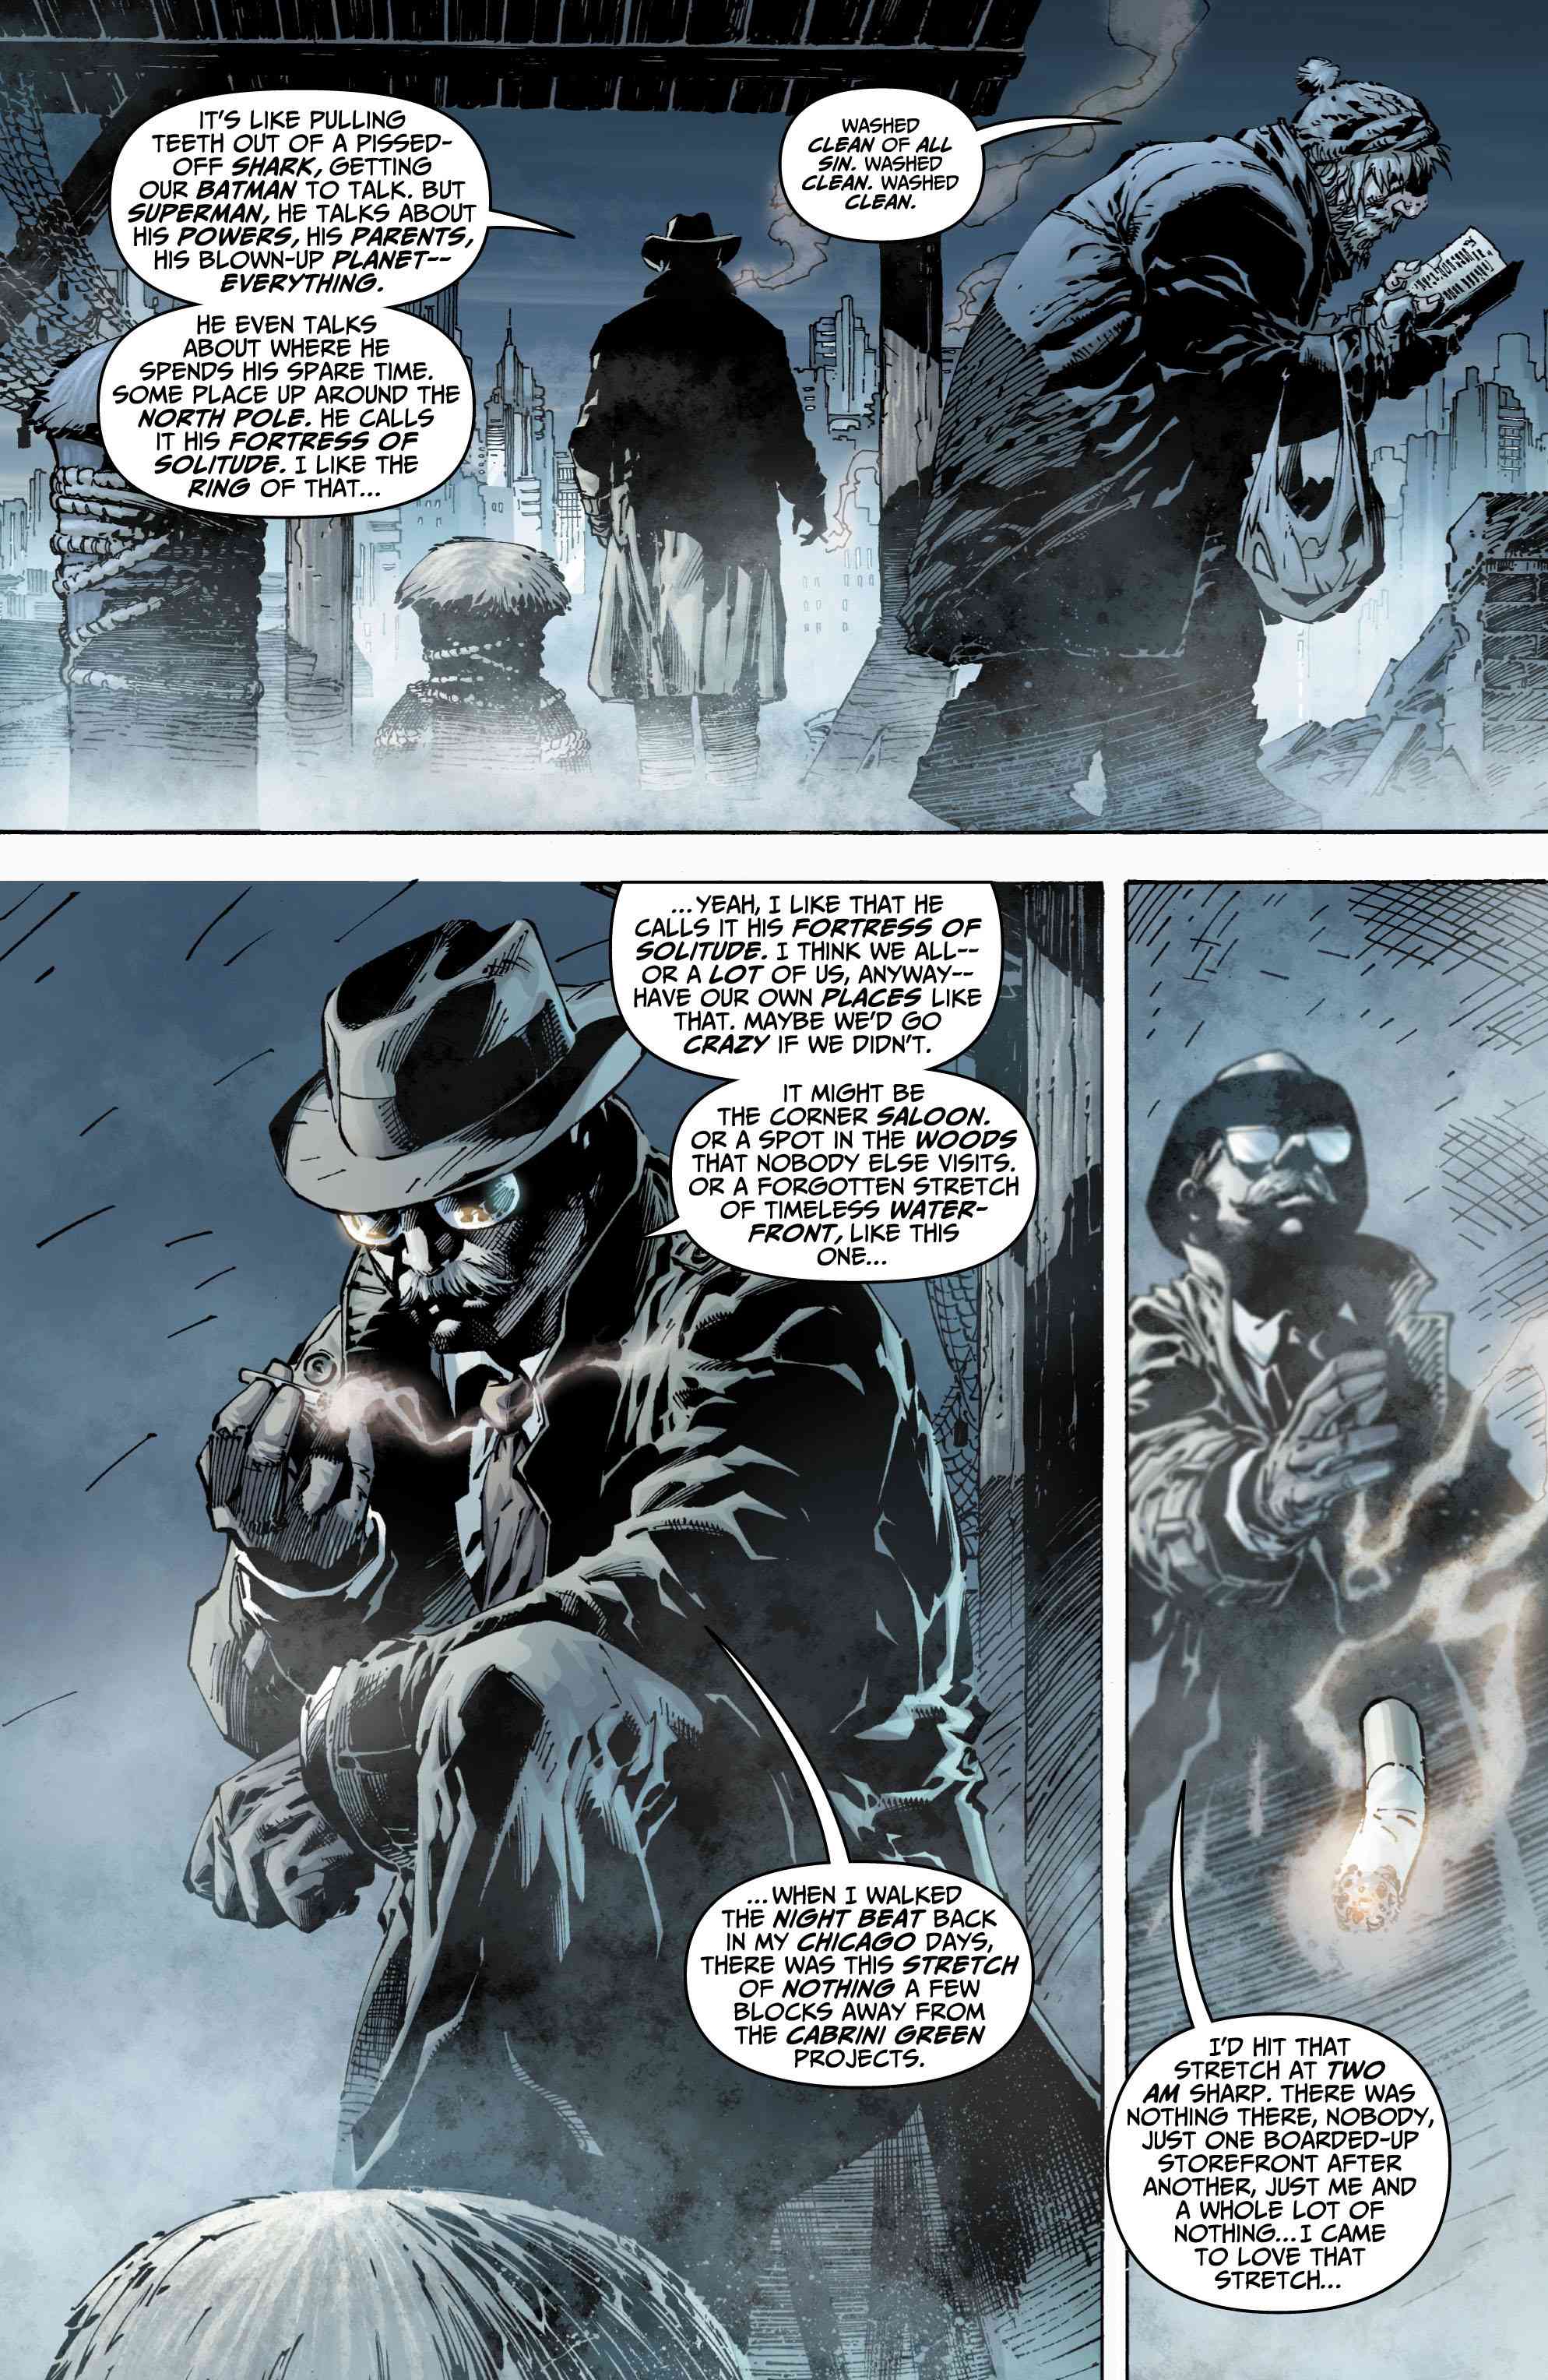 IT'S LIKE PULLING
TEETH OUT OF A PISSED-
OFF SHARK, GETTING
OUR BATMAN TO TALK. BUT
SUPERMAN, HE TALKS ABOUT
HIS POWERS, HIS PARENTS,
HIS BLOWN-UP PLANET--
EVERYTHING.
HE EVEN TALKS
ABOUT WHERE HE
SPENDS HIS SPARE TIME.
SOME PLACE UP AROUND THE
NORTH POLE. HE CALLS
IT HIS FORTRESS OF
SOLITUDE. I LIKE THE
RING OF THAT...
WASHED
CLEAN OF ALL
SIN. WASHED
CLEAN. WASHED
CLEAN.
...YEAH, I LIKE THAT HE
CALLS IT HIS FORTRESS OF
SOLITUDE. I THINK WE ALL--
OR A LOT OF US, ANYWAY--
HAVE OUR OWN PLACES LIKE
THAT. MAYBE WE'D GO
CRAZY IF WE DIDN'T.
IT MIGHT BE
THE CORNER SALOON.
OR A SPOT IN THE WOODS
THAT NOBODY ELSE VISITS.
OR A FORGOTTEN STRETCH
OF TIMELESS WATER-
FRONT, LIKE THIS
ONE...
...WHEN I WALKED
THE NIGHT BEAT BACK
IN MY CHICAGO DAYS,
THERE WAS THIS STRETCH
OF NOTHING A FEW
BLOCKS AWAY FROM
THE CABRINI GREEN
PROJECTS.
I'D HIT THAT
STRETCH AT TWO
AM SHARP. THERE WAS
NOTHING THERE, NOBODY,
JUST ONE BOARDED-UP
STOREFRONT AFTER
ANOTHER, JUST ME AND
A WHOLE LOT OF
NOTHING...I CAME
TO LOVE THAT
STRETCH...